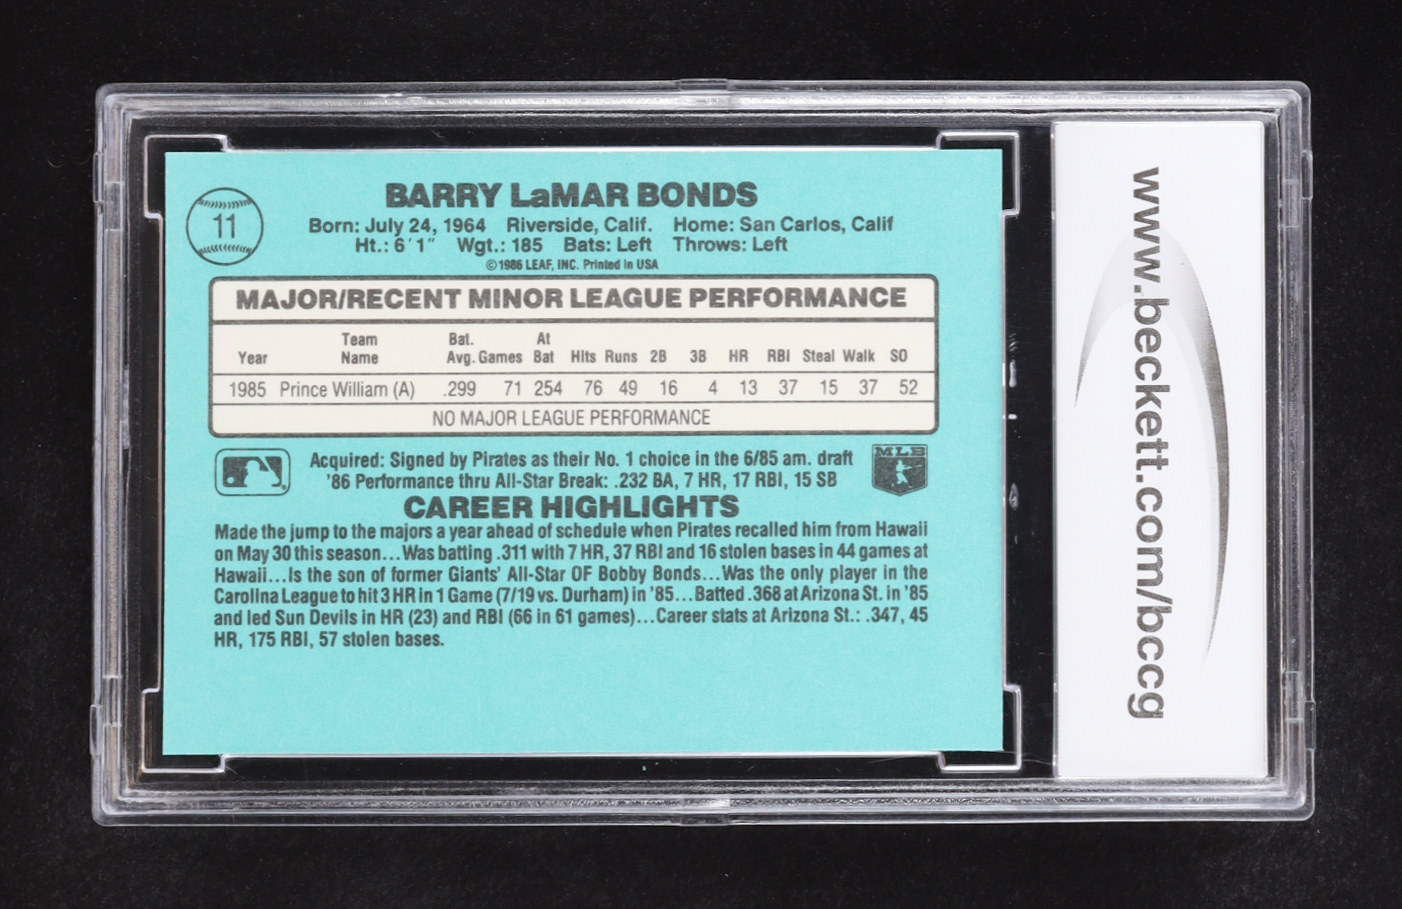 11
BARRY LaMAR BONDS
Born: July 24, 1964 Riverside, Calif. Home: San Carlos, Calif
Ht.: 6'1" Wgt.: 185 Bats: Left Throws: Left
©1986 LEAF, INC. Printed in USA
MAJOR/RECENT MINOR LEAGUE PERFORMANCE
Team Bat. At
Year Name Avg. Games Bat Hits Runs 2B 3B HR RBI Steal Walk SO
1985 Prince William (A) .299 71 254 76 49 16 4 13 37 15 37 52
NO MAJOR LEAGUE PERFORMANCE
Acquired: Signed by Pirates as their No. 1 choice in the 6/85 am. draft
'86 Performance thru All-Star Break: .232 BA, 7 HR, 17 RBI, 15 SB
MLB
CAREER HIGHLIGHTS
Made the jump to the majors a year ahead of schedule when Pirates recalled him from Hawaii
on May 30 this season...Was batting .311 with 7 HR, 37 RBI and 16 stolen bases in 44 games at
Hawaii...Is the son of former Giants' All-Star OF Bobby Bonds...Was the only player in the
Carolina League to hit 3 HR in 1 Game (7/19 vs. Durham) in '85...Batted .368 at Arizona St. in '85
and led Sun Devils in HR (23) and RBI (66 in 61 games)...Career stats at Arizona St.: .347, 45
HR, 175 RBI, 57 stolen bases.
www.beckett.com/bccg